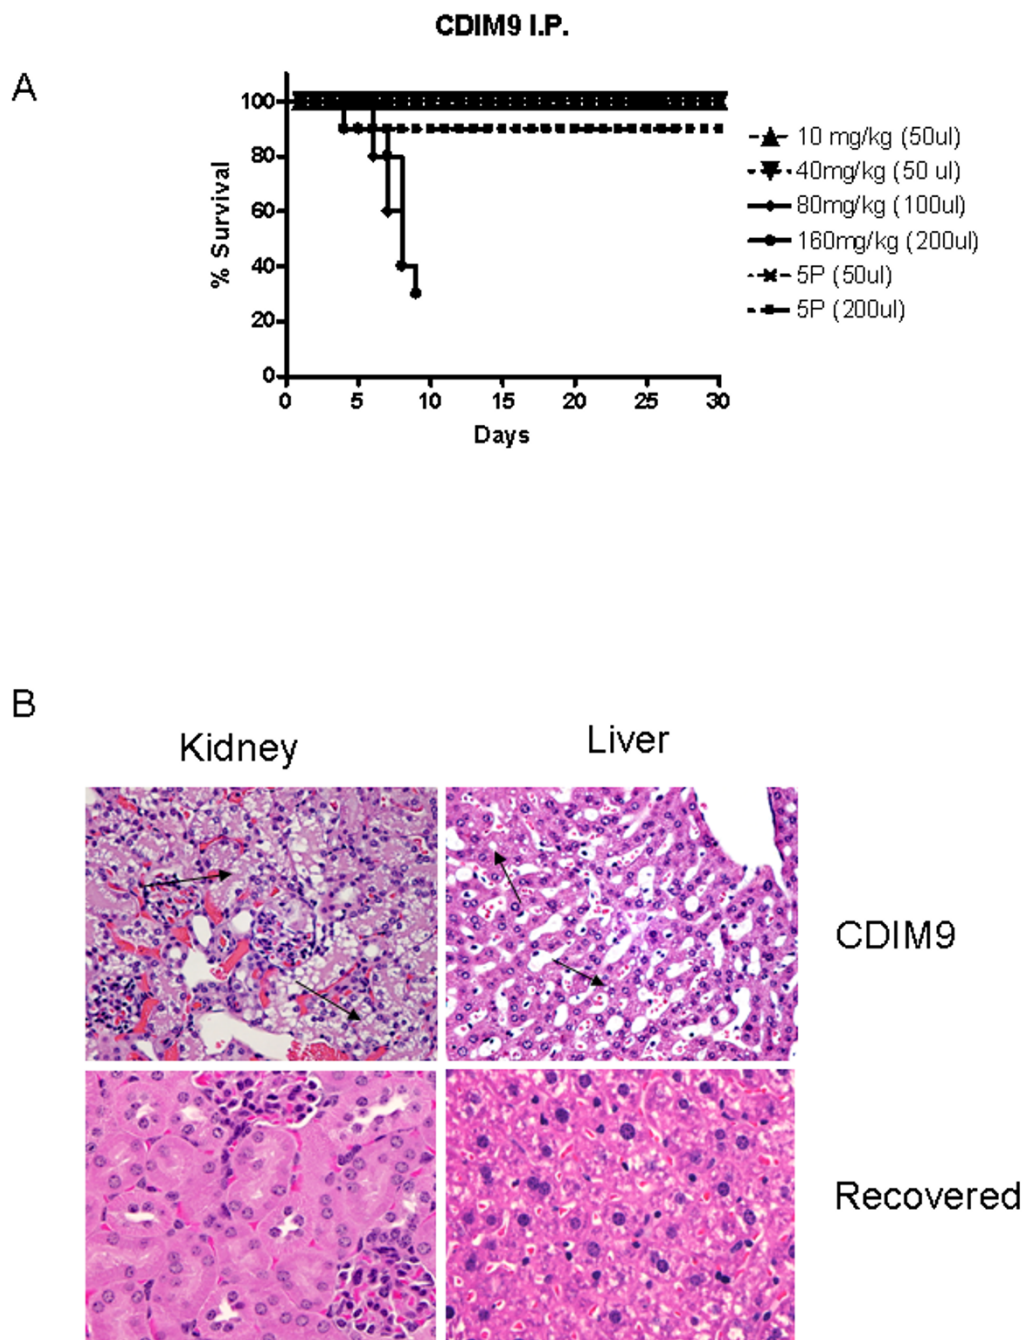 CDIM9 I.P.
A
% Survival
100
80
60
40
20
0
0 5 10 15 20 25 30
Days
10 mg/kg (50ul)
40mg/kg (50 ul)
80mg/kg (100ul)
160mg/kg (200ul)
5P (50ul)
5P (200ul)
B
Kidney Liver
CDIM9
Recovered